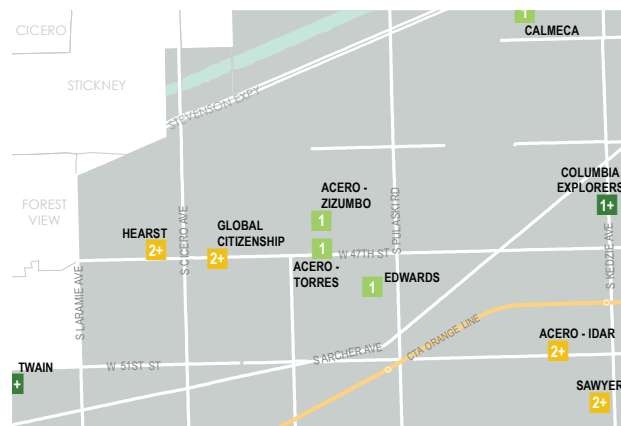 1
CICERO
CALMECA
STICKNEY
STEVENSON EXPY
COLUMBIA
EXPLORERS
1+
ACERO -
ZIZUMBO
1
FOREST
VIEW
S CICERO AVE
S PULASKI RD
S KEDZIE AVE
HEARST
2+
GLOBAL
CITIZENSHIP
2+
1
W 47TH ST
ACERO -
TORRES
EDWARDS
1
S LARAMIE AVE
CTA ORANGE LINE
ACERO - IDAR
2+
S ARCHER AVE
W 51ST ST
TWAIN
+
SAWYER
2+